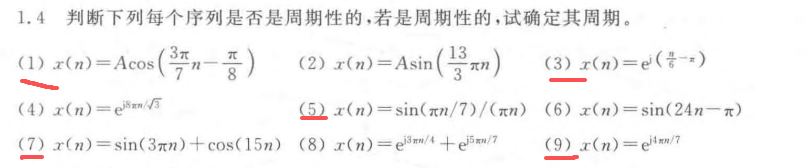 1.4 判断下列每个序列是否是周期性的,若是周期性的,试确定其周期。
(1) x(n)=Acos(3π/7 n−π/8) (2) x(n)=Asin(13/3 πn) (3) x(n)=e^{j(n/6−π)}
(4) x(n)=e^{j8πn/√3} (5) x(n)=sin(πn/7)/(πn) (6) x(n)=sin(24n−π)
(7) x(n)=sin(3πn)+cos(15n) (8) x(n)=e^{j3πn/4}+e^{j5πn/7} (9) x(n)=e^{j4πn/7}